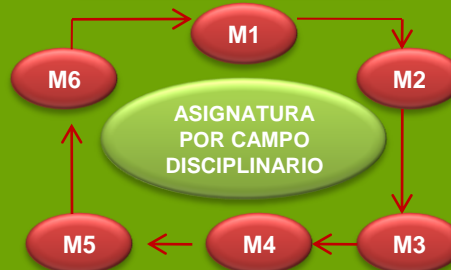 M1
M6
M2
ASIGNATURA
POR CAMPO
DISCIPLINARIO
M5
M4
M3